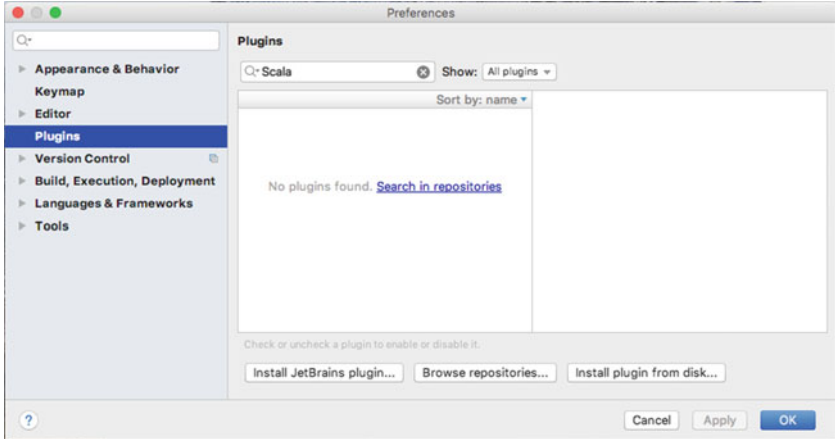 Preferences
Appearance & Behavior
Keymap
Editor
Plugins
Version Control
Build, Execution, Deployment
Languages & Frameworks
Tools
Plugins
Scala
Show: All plugins
Sort by: name
No plugins found. Search in repositories
Check or uncheck a plugin to enable or disable it.
Install JetBrains plugin... Browse repositories... Install plugin from disk...
? Cancel Apply OK